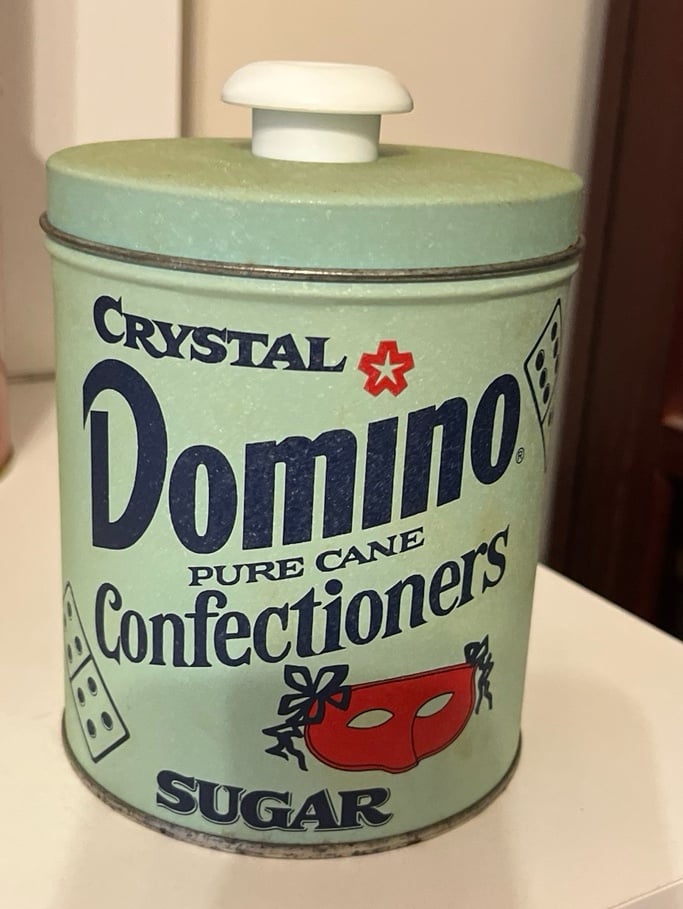 CRYSTAL
Domino®
PURE CANE
Confectioners
SUGAR